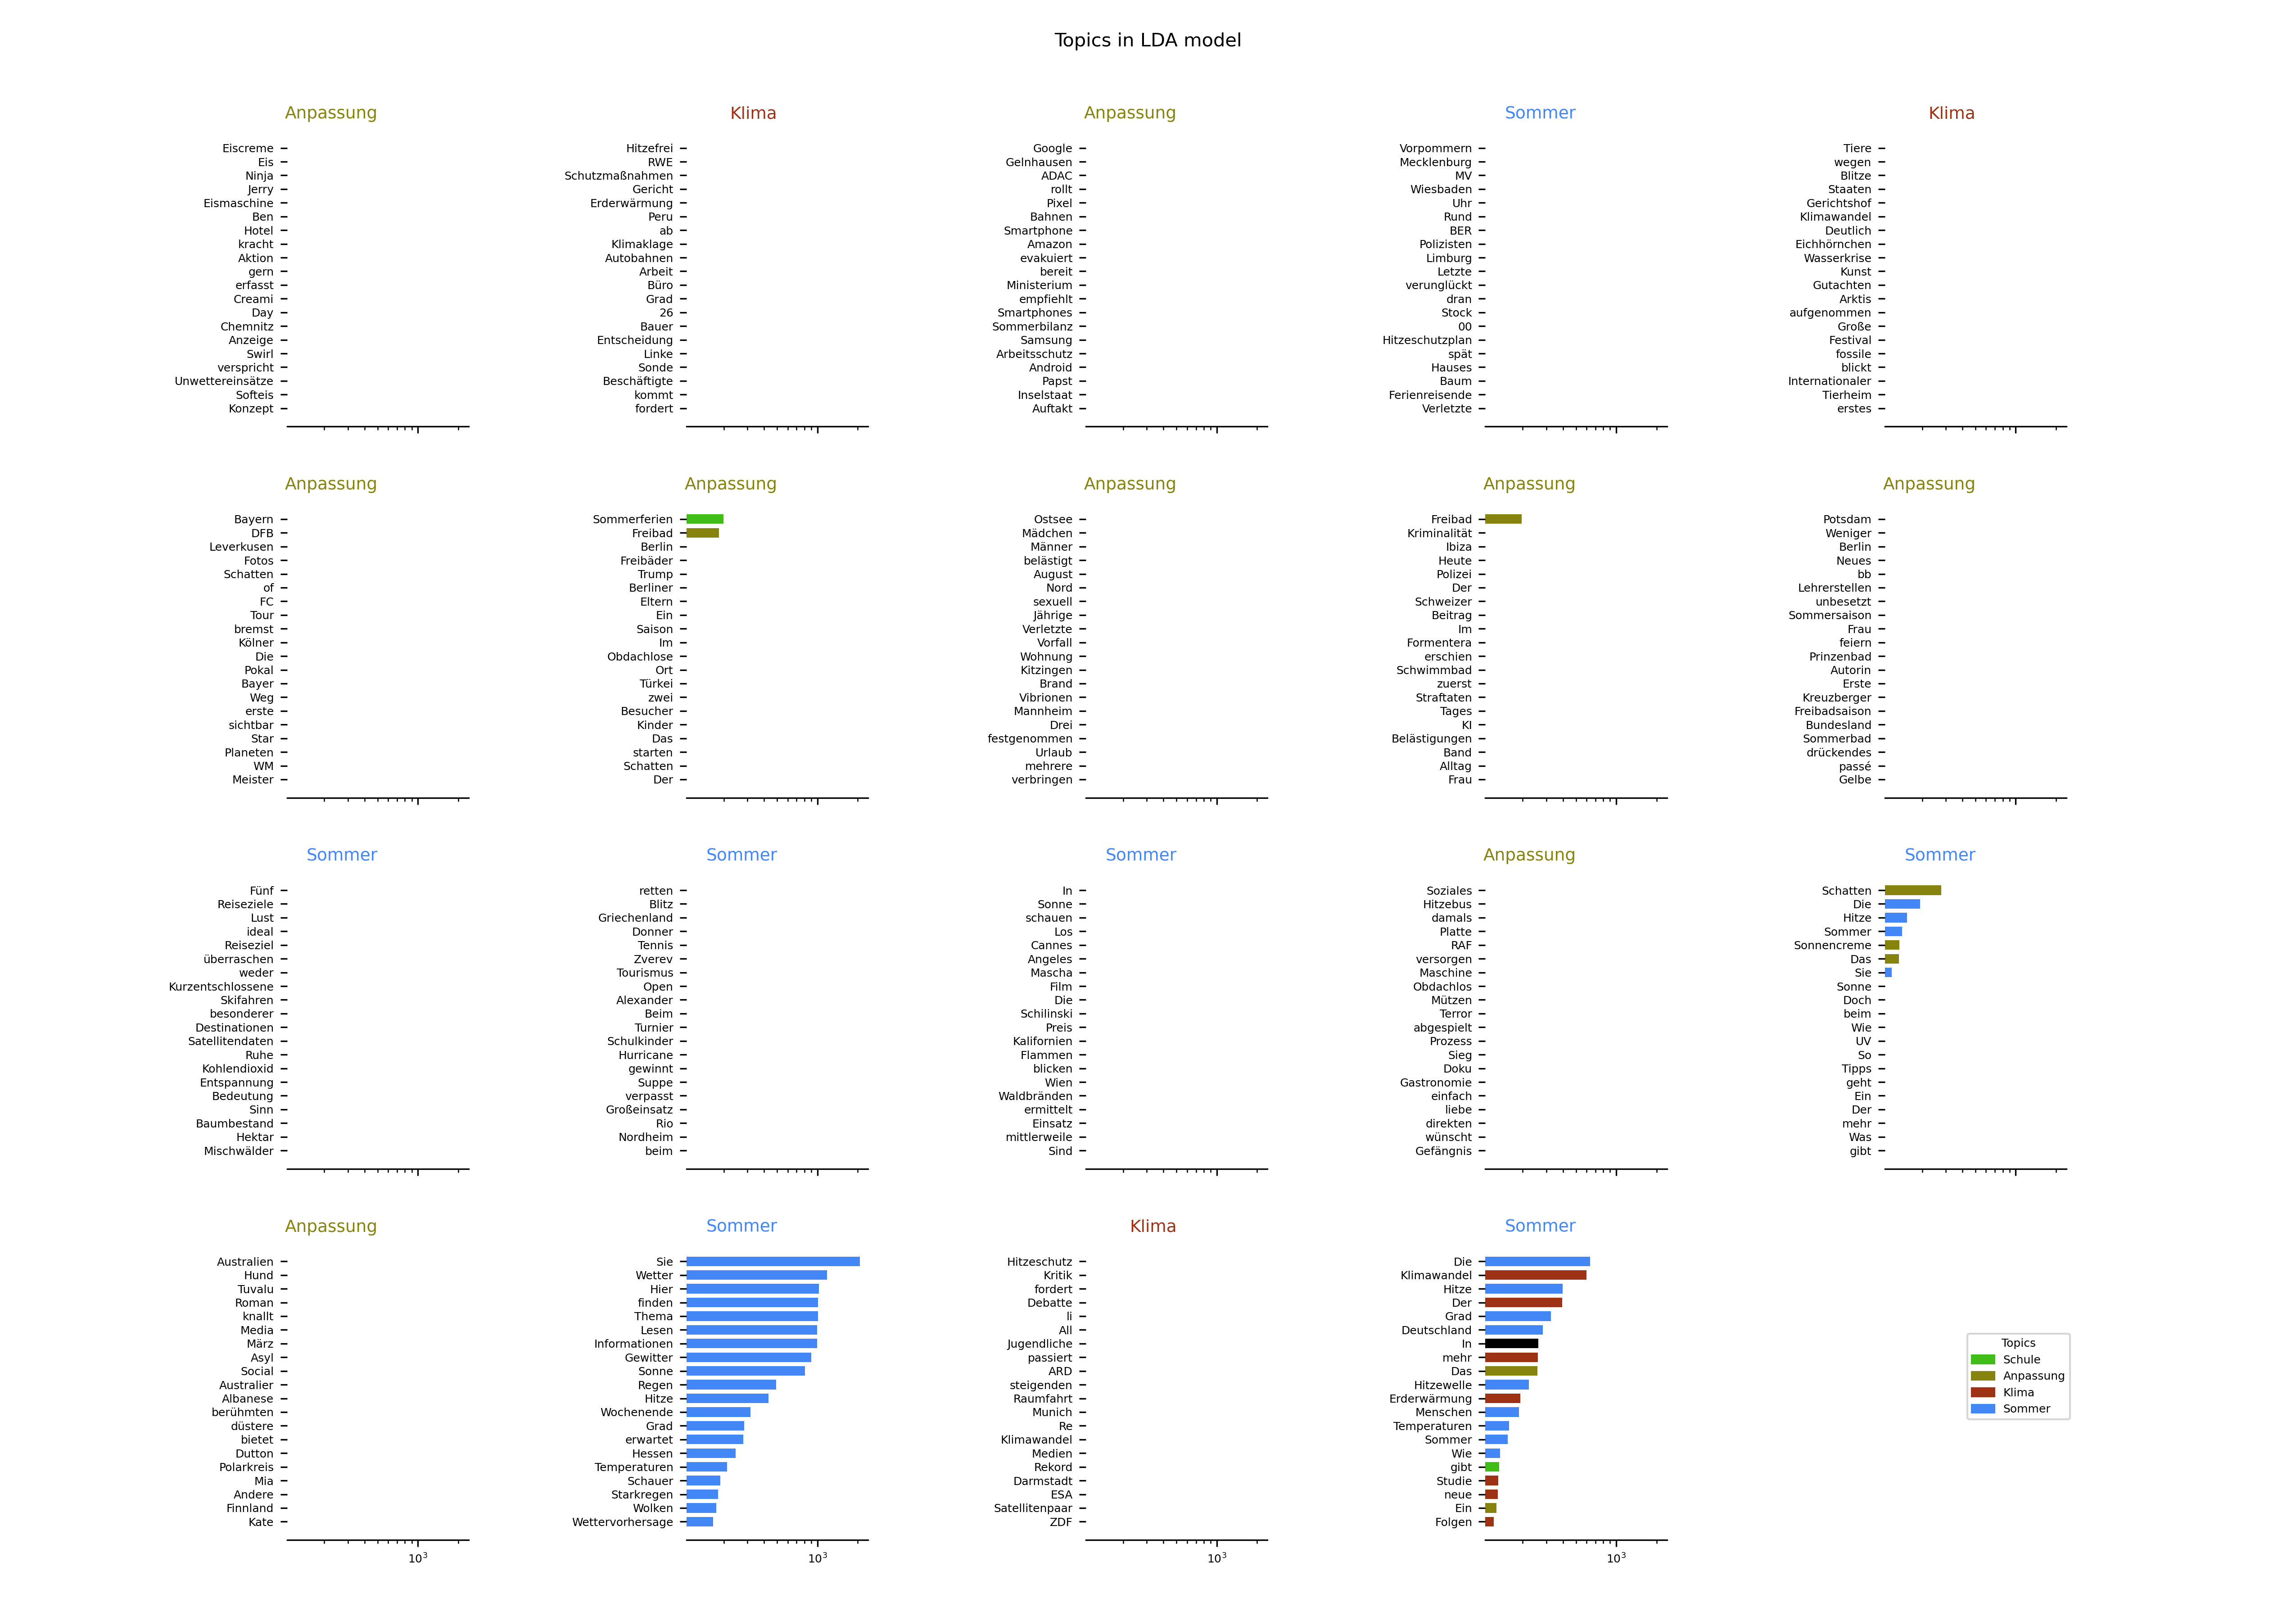 Topics in LDA model
Anpassung
Eiscreme
Eis
Ninja
Jerry
Eismaschine
Ben
Hotel
kracht
Aktion
gern
erfasst
Creami
Day
Chemnitz
Anzeige
Swirl
verspricht
Unwettereinsätze
Softeis
Konzept
Klima
Hitzefrei
RWE
Schutzmaßnahmen
Gericht
Erderwärmung
Peru
ab
Klimaklage
Autobahnen
Arbeit
Büro
Grad
26
Bauer
Entscheidung
Linke
Sonde
Beschäftigte
kommt
fordert
Anpassung
Google
Gelnhausen
ADAC
rollt
Pixel
Bahnen
Smartphone
Amazon
evakuiert
bereit
Ministerium
empfiehlt
Smartphones
Sommerbilanz
Samsung
Arbeitsschutz
Android
Papst
Inselstaat
Auftakt
Sommer
Vorpommern
Mecklenburg
MV
Wiesbaden
Uhr
Rund
BER
Polizisten
Limburg
Letzte
verunglückt
dran
Stock
00
Hitzeschutzplan
spät
Hauses
Baum
Ferienreisende
Verletzte
Klima
Tiere
wegen
Blitze
Staaten
Gerichtshof
Klimawandel
Deutlich
Eichhörnchen
Wasserkrise
Kunst
Gutachten
Arktis
aufgenommen
Große
Festival
fossile
blickt
Internationaler
Tierheim
erstes
Anpassung
Bayern
DFB
Leverkusen
Fotos
Schatten
of
FC
Tour
bremst
Kölner
Die
Pokal
Bayer
Weg
erste
sichtbar
Star
Planeten
WM
Meister
Anpassung
Sommerferien
Freibad
Berlin
Freibäder
Trump
Berliner
Eltern
Ein
Saison
Im
Obdachlose
Ort
Türkei
zwei
Besucher
Kinder
Das
starten
Schatten
Der
Anpassung
Ostsee
Mädchen
Männer
belästigt
August
Nord
sexuell
Jährige
Verletzte
Vorfall
Wohnung
Kitzingen
Brand
Vibrionen
Mannheim
Drei
festgenommen
Urlaub
mehrere
verbringen
Anpassung
Freibad
Kriminalität
Ibiza
Heute
Polizei
Der
Schweizer
Beitrag
Im
Formentera
erschien
Schwimmbad
zuerst
Straftaten
Tages
KI
Belästigungen
Band
Alltag
Frau
Anpassung
Potsdam
Weniger
Berlin
Neues
bb
Lehrerstellen
unbesetzt
Sommersaison
Frau
feiern
Prinzenbad
Autorin
Erste
Kreuzberger
Freibadsaison
Bundesland
Sommerbad
drückendes
passé
Gelbe
Sommer
Fünf
Reiseziele
Lust
ideal
Reiseziel
überraschen
weder
Kurzentschlossene
Skifahren
besonderer
Destinationen
Satellitendaten
Ruhe
Kohlendioxid
Entspannung
Bedeutung
Sinn
Baumbestand
Hektar
Mischwälder
Sommer
retten
Blitz
Griechenland
Donner
Tennis
Zverev
Tourismus
Open
Alexander
Beim
Turnier
Schulkinder
Hurricane
gewinnt
Suppe
verpasst
Großeinsatz
Rio
Nordheim
beim
Sommer
In
Sonne
schauen
Los
Cannes
Angeles
Mascha
Film
Die
Schilinski
Preis
Kalifornien
Flammen
blicken
Wien
Waldbränden
ermittelt
Einsatz
mittlerweile
Sind
Anpassung
Soziales
Hitzebus
damals
Platte
RAF
versorgen
Maschine
Obdachlos
Mützen
Terror
abgespielt
Prozess
Sieg
Doku
Gastronomie
einfach
liebe
direkten
wünscht
Gefängnis
Sommer
Schatten
Die
Hitze
Sommer
Sonnencreme
Das
Sie
Sonne
Doch
beim
Wie
UV
So
Tipps
geht
Ein
Der
mehr
Was
gibt
Anpassung
Australien
Hund
Tuvalu
Roman
knallt
Media
März
Asyl
Social
Australier
Albanese
berühmten
düstere
bietet
Dutton
Polarkreis
Mia
Andere
Finnland
Kate
10³
Sommer
Sie
Wetter
Hier
finden
Thema
Lesen
Informationen
Gewitter
Sonne
Regen
Hitze
Wochenende
Grad
erwartet
Hessen
Temperaturen
Schauer
Starkregen
Wolken
Wettervorhersage
10³
Klima
Hitzeschutz
Kritik
fordert
Debatte
li
All
Jugendliche
passiert
ARD
steigenden
Raumfahrt
Munich
Re
Klimawandel
Medien
Rekord
Darmstadt
ESA
Satellitenpaar
ZDF
10³
Sommer
Die
Klimawandel
Hitze
Der
Grad
Deutschland
In
mehr
Das
Hitzewelle
Erderwärmung
Menschen
Temperaturen
Sommer
Wie
gibt
Studie
neue
Ein
Folgen
10³
Topics
Schule
Anpassung
Klima
Sommer